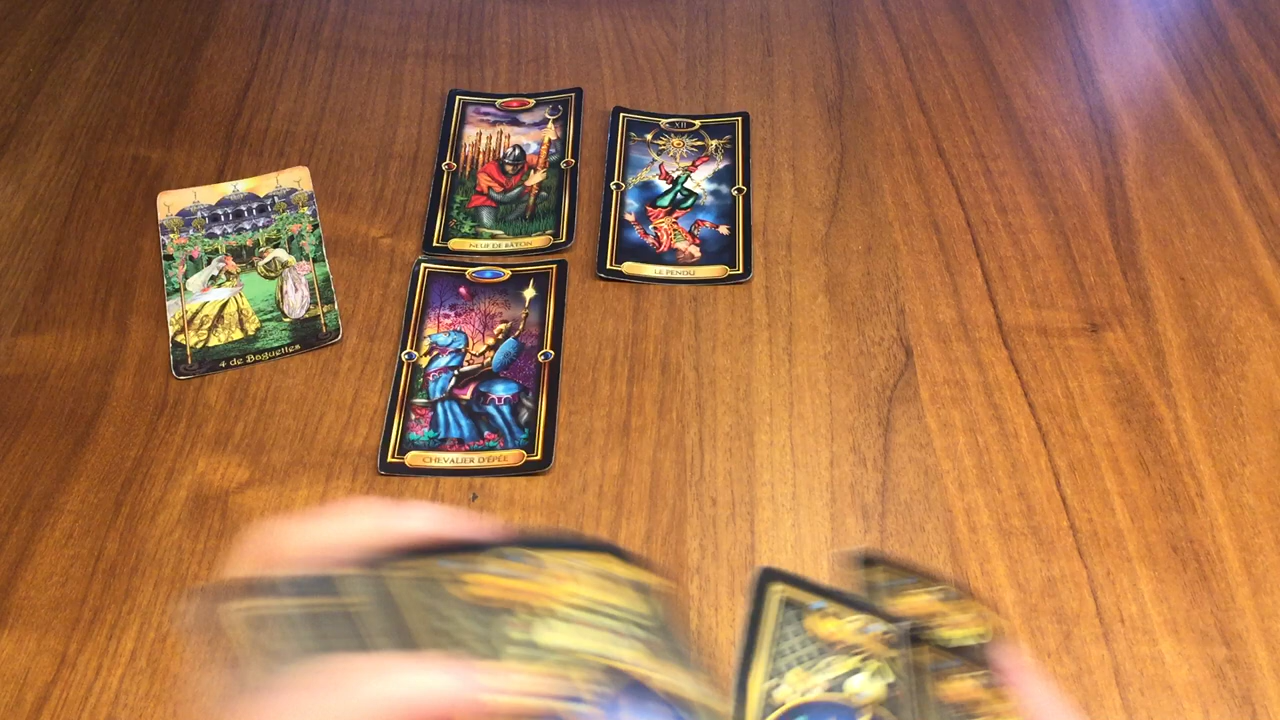 NEUF DE BÂTON
XII
LE PENDU
4 de Baguettes
CHEVALIER D'ÉPÉE